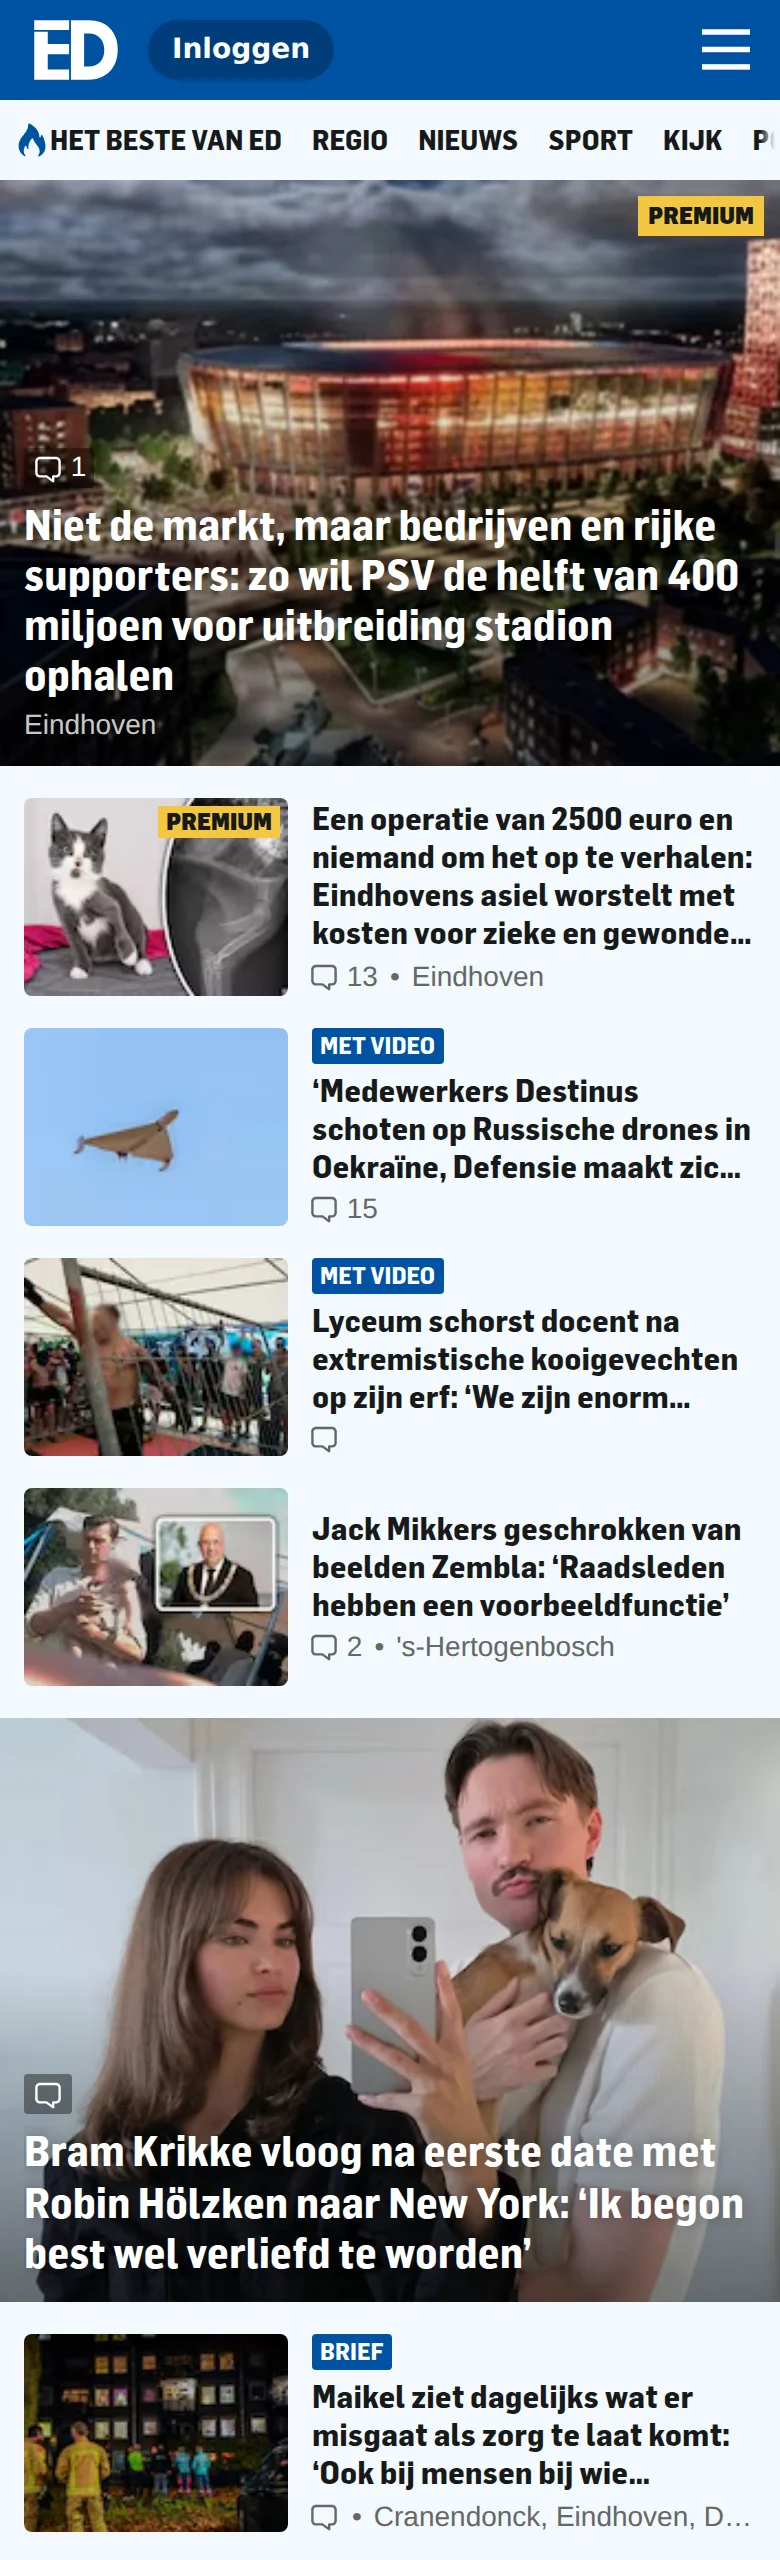 ED
Inloggen
HET BESTE VAN ED REGIO NIEUWS SPORT KIJK
PREMIUM
1
Niet de markt, maar bedrijven en rijke
supporters: zo wil PSV de helft van 400
miljoen voor uitbreiding stadion
ophalen
Eindhoven
PREMIUM
Een operatie van 2500 euro en
niemand om het op te verhalen:
Eindhovens asiel worstelt met
kosten voor zieke en gewonde...
13 • Eindhoven
MET VIDEO
‘Medewerkers Destinus
schoten op Russische drones in
Oekraïne, Defensie maakt zic...
15
MET VIDEO
Lyceum schorst docent na
extremistische kooigevechten
op zijn erf: ‘We zijn enorm...
Jack Mikkers geschrokken van
beelden Zembla: ‘Raadsleden
hebben een voorbeeldfunctie’
2 • 's-Hertogenbosch
Bram Krikke vloog na eerste date met
Robin Hölzken naar New York: ‘Ik begon
best wel verliefd te worden’
BRIEF
Maikel ziet dagelijks wat er
misgaat als zorg te laat komt:
‘Ook bij mensen bij wie...
• Cranendonck, Eindhoven, D...